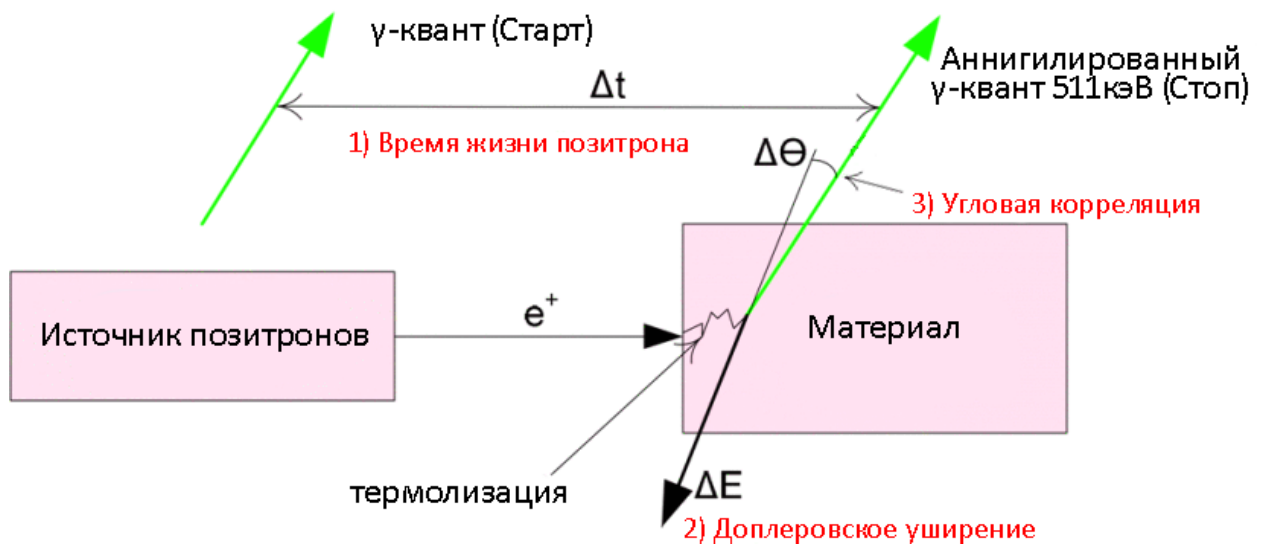 γ-квант (Старт)
Аннигилированный
γ-квант 511кэВ (Стоп)
Δt
1) Время жизни позитрона
ΔΘ
3) Угловая корреляция
Источник позитронов
e⁺
Материал
термолизация
ΔE
2) Доплеровское уширение